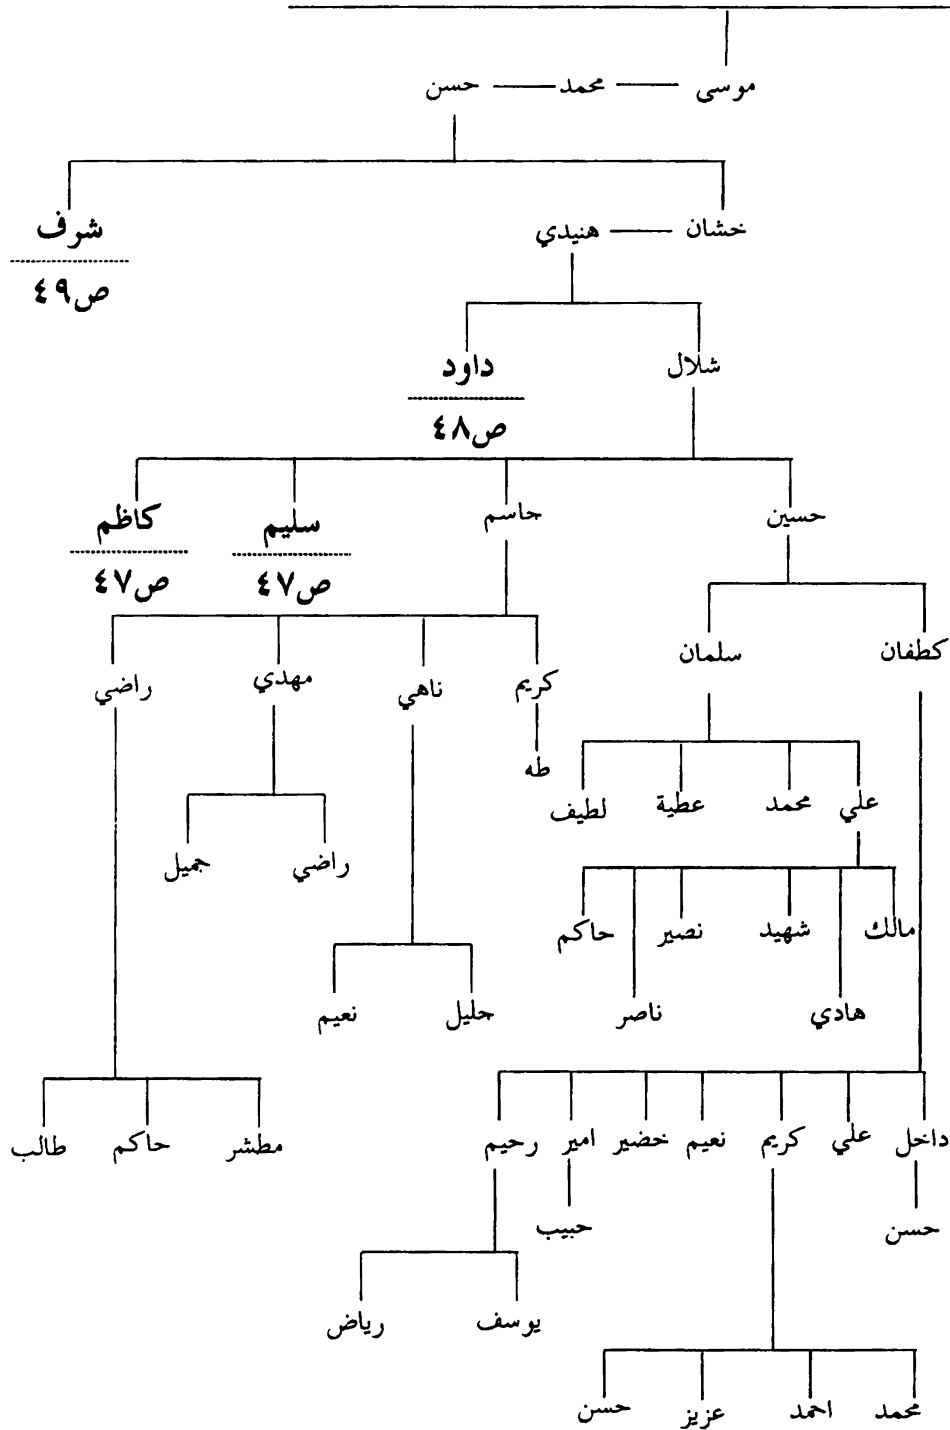 موسى — محمد — حسن
خشان — هنيدي
شرف
ص٤٩
شلال
داود
ص٤٨
حسين
جاسم
سليم
ص٤٧
كاظم
ص٤٧
كطفان
سلمان
كريم
ناهي
مهدي
راضي
طه
علي
محمد
عطية
لطيف
راضي
جميل
مالك
شهيد
نصير
حاكم
هادي
ناصر
جليل
نعيم
داخل
علي
كريم
نعيم
خضير
امير
رحيم
مطشر
حاكم
طالب
حسن
حبيب
يوسف
رياض
محمد
احمد
عزيز
حسن